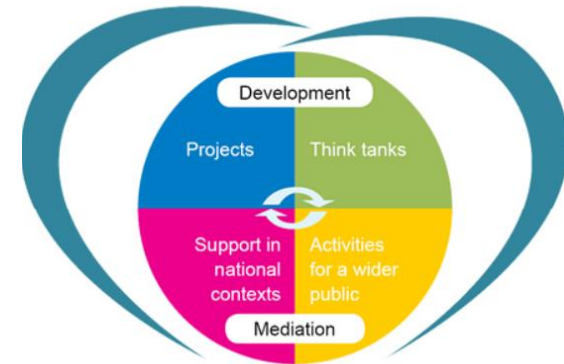 Development
Projects
Think tanks
Support in
national
contexts
Activities
for a wider
public
Mediation